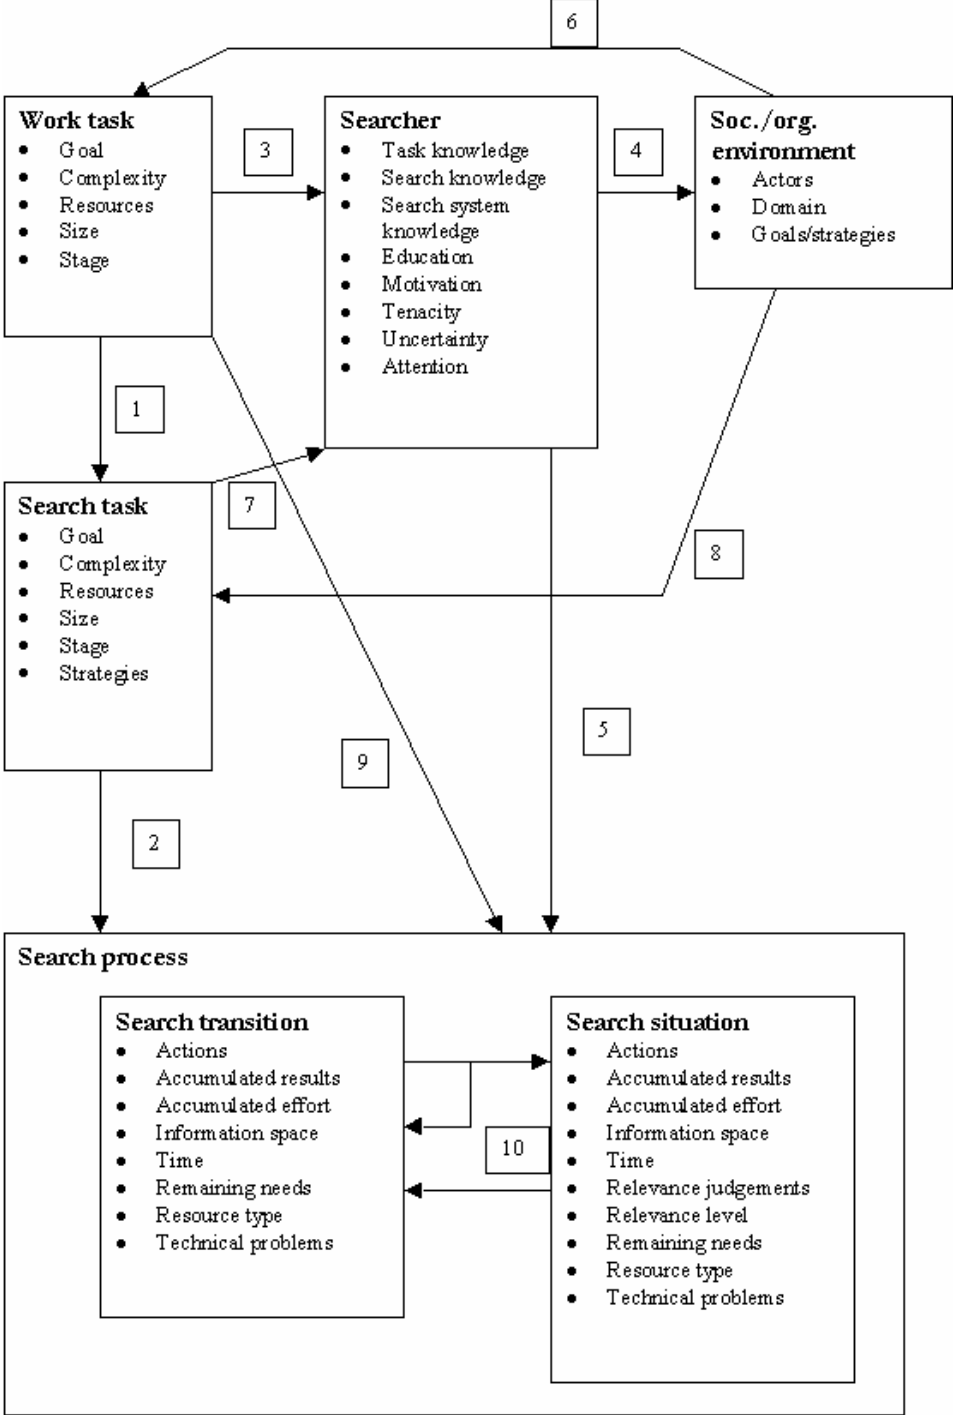 6
Work task
• Goal
• Complexity
• Resources
• Size
• Stage
3
Searcher
• Task knowledge
• Search knowledge
• Search system
knowledge
• Education
• Motivation
• Tenacity
• Uncertainty
• Attention
4
Soc./org.
environment
• Actors
• Domain
• Goals/strategies
1
Search task
• Goal
• Complexity
• Resources
• Size
• Stage
• Strategies
7
8
5
9
2
Search process
Search transition
• Actions
• Accumulated results
• Accumulated effort
• Information space
• Time
• Remaining needs
• Resource type
• Technical problems
10
Search situation
• Actions
• Accumulated results
• Accumulated effort
• Information space
• Time
• Relevance judgements
• Relevance level
• Remaining needs
• Resource type
• Technical problems